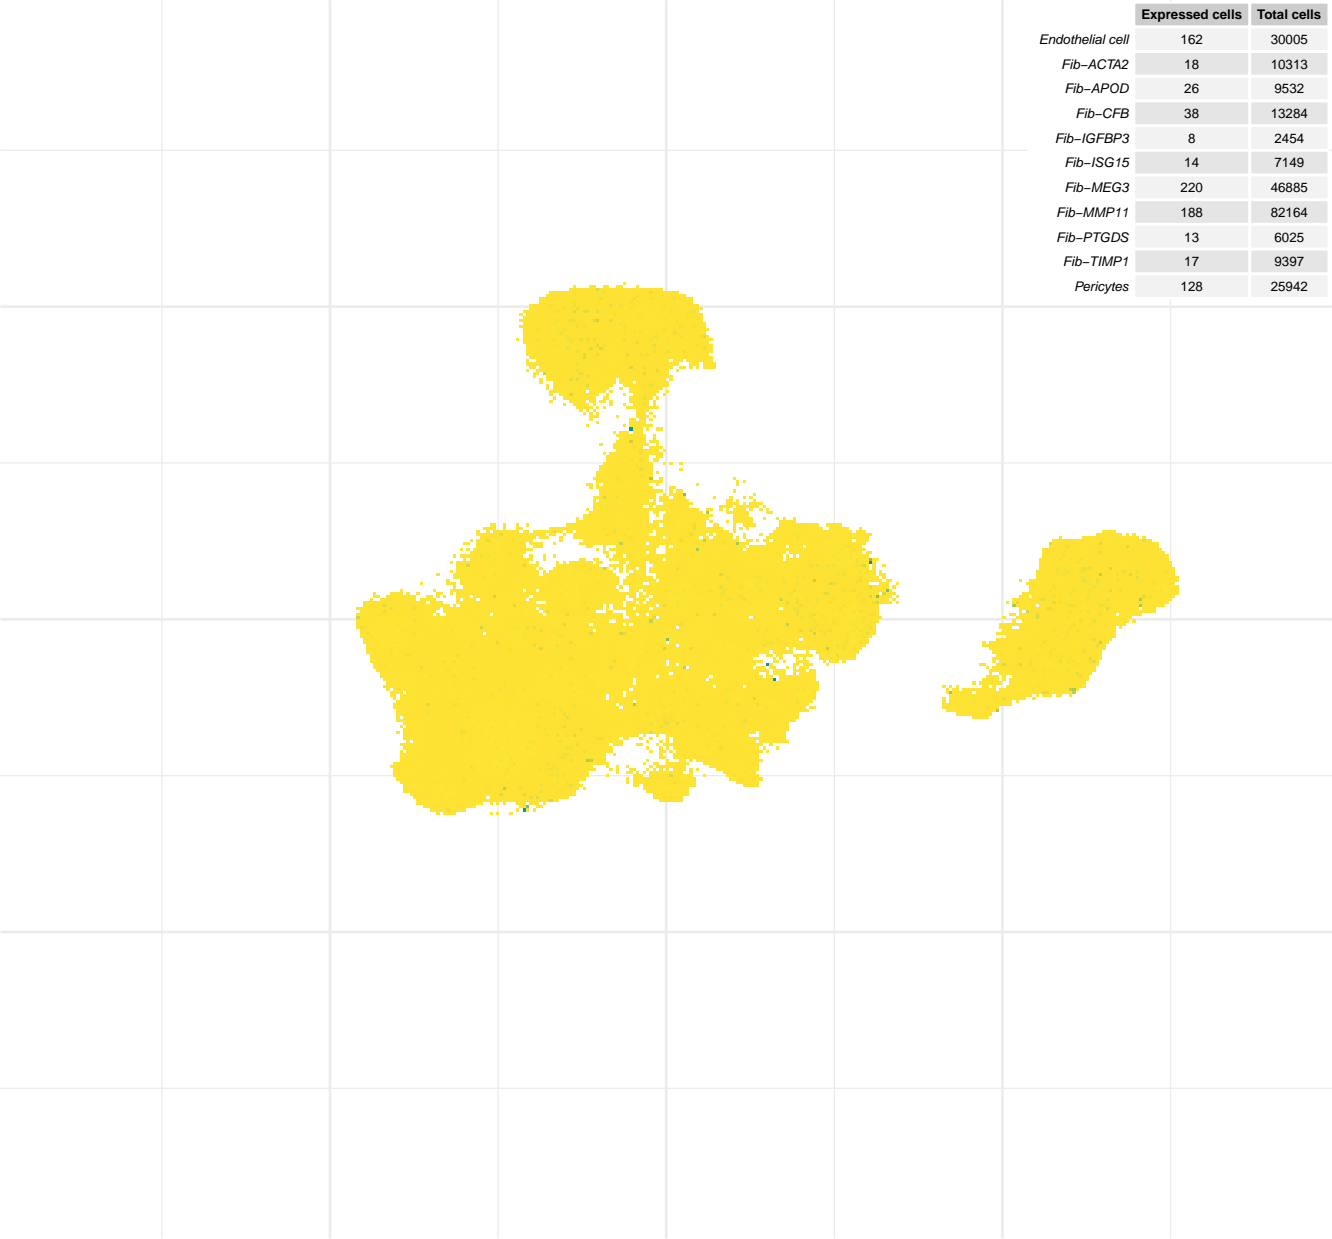 Expressed cells Total cells
Endothelial cell 162 30005
Fib−ACTA2 18 10313
Fib−APOD 26 9532
Fib−CFB 38 13284
Fib−IGFBP3 8 2454
Fib−ISG15 14 7149
Fib−MEG3 220 46885
Fib−MMP11 188 82164
Fib−PTGDS 13 6025
Fib−TIMP1 17 9397
Pericytes 128 25942